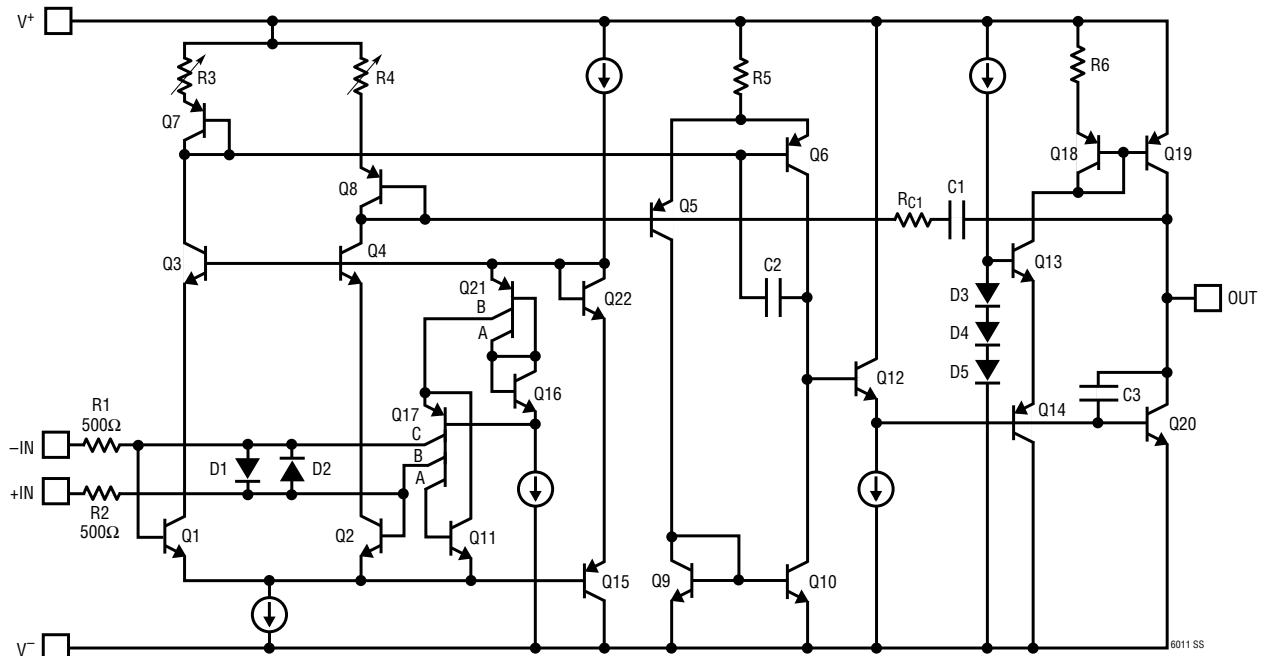 V+
R3
R4
R5
R6
Q7
Q6
Q18
Q19
Q8
Q5
RC1
C1
Q3
Q4
Q13
Q21
Q22
C2
B
A
D3
OUT
D4
D5
Q16
Q12
R1
500Ω
Q17
Q14
C3
Q20
C
–IN
D1
D2
B
A
+IN
R2
500Ω
Q1
Q2
Q11
Q15
Q9
Q10
V–
6011 SS